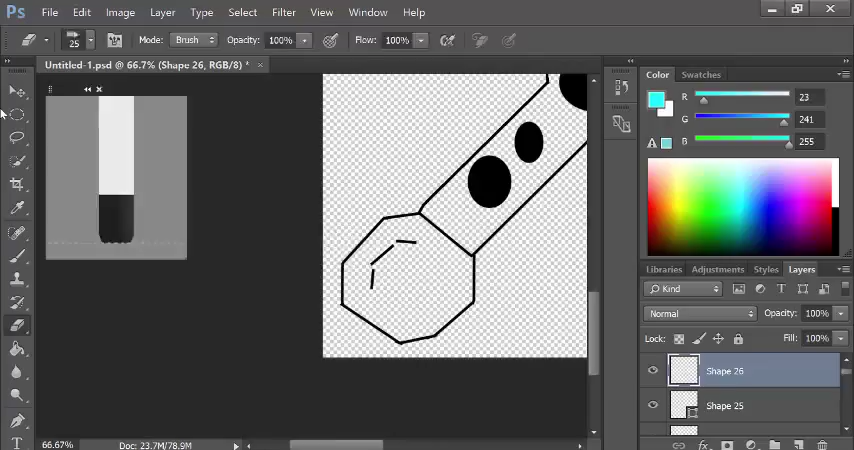 Ps File Edit Image Layer Type Select Filter View Window Help
25 Mode: Brush Opacity: 100% Flow: 100%
Untitled-1.psd @ 66.7% (Shape 26, RGB/8) * ×
Color Swatches
R 23
G 241
B 255
Libraries Adjustments Styles Layers
Kind
Normal Opacity: 100%
Lock: Fill: 100%
Shape 26
Shape 25
66.67% Doc: 23.7M/78.9M